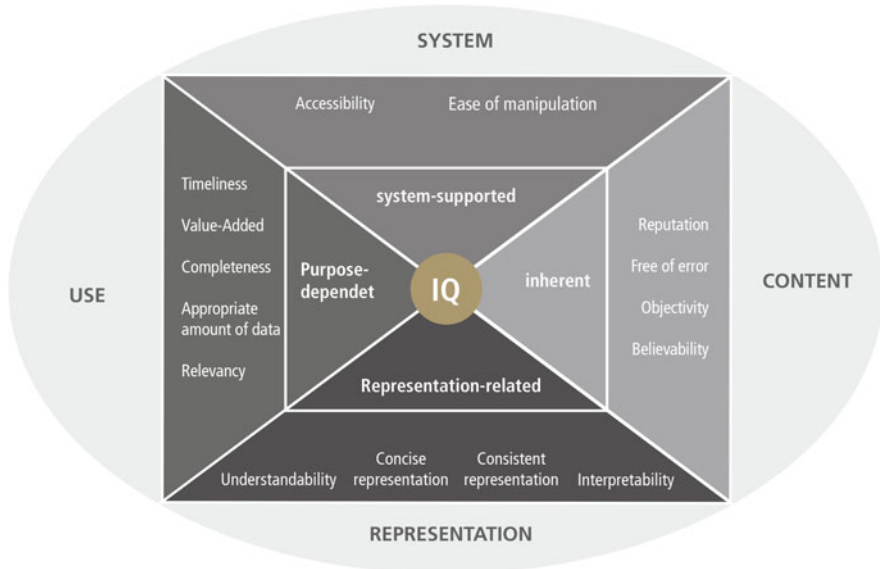 SYSTEM
Accessibility
Ease of manipulation
system-supported
USE
Timeliness
Value-Added
Completeness
Appropriate
amount of data
Relevancy
Purpose-
dependet
IQ
inherent
Reputation
Free of error
Objectivity
Believability
CONTENT
Representation-related
Understandability
Concise
representation
Consistent
representation
Interpretability
REPRESENTATION